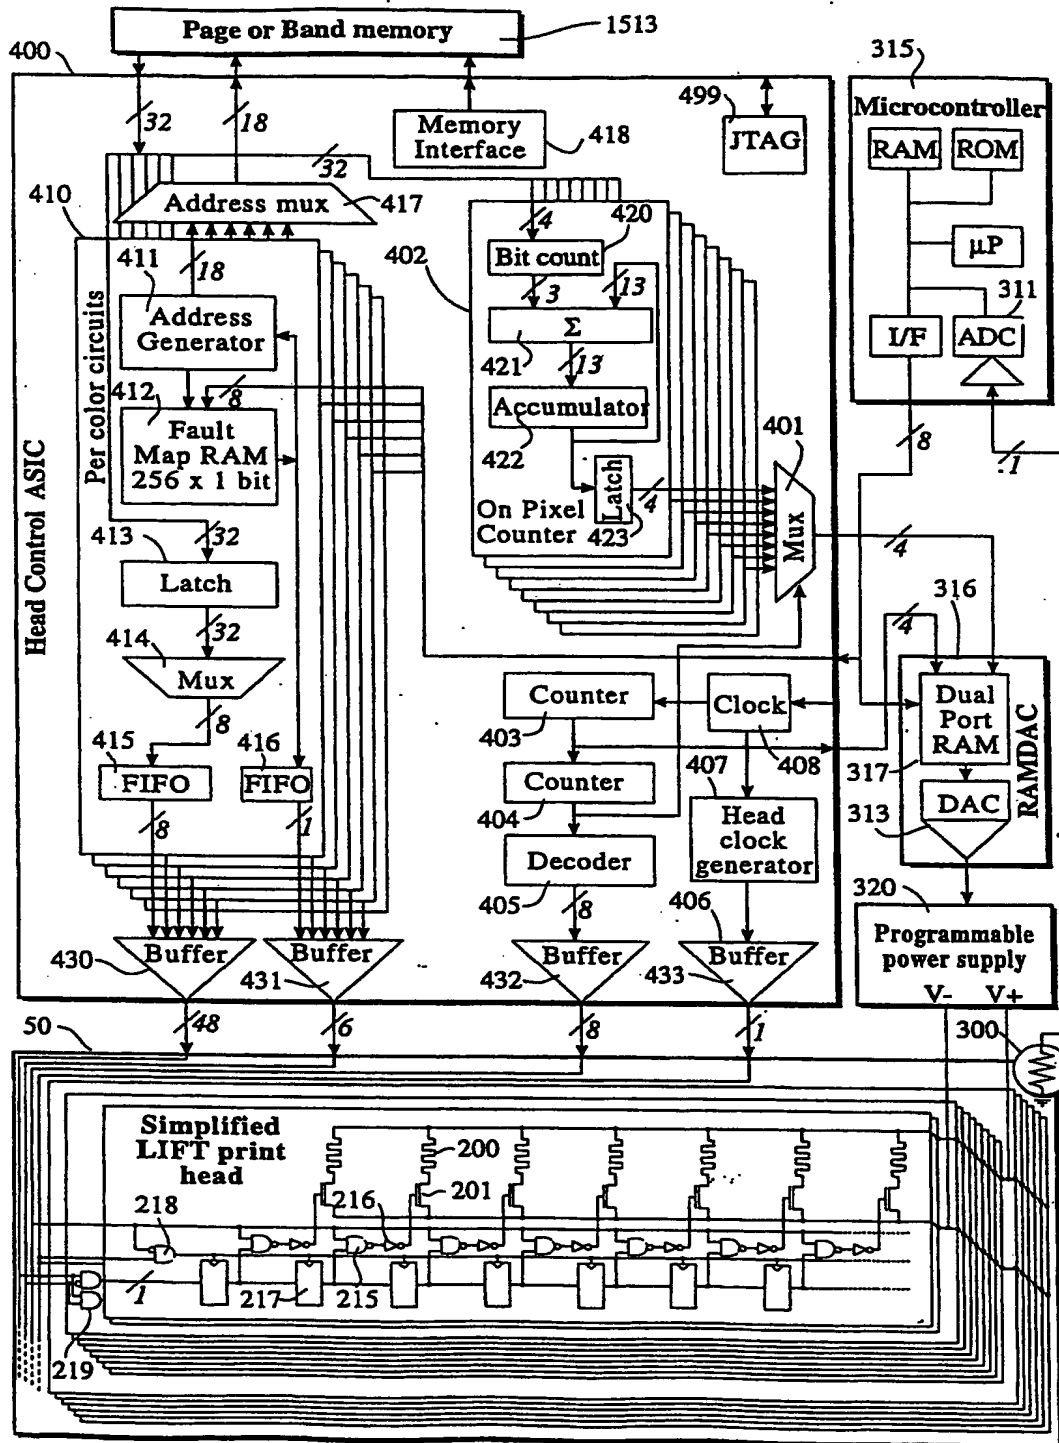 Page or Band memory
1513
400
315
Microcontroller
RAM
ROM
µP
311
I/F
ADC
8
1
32
18
Memory
Interface
418
499
JTAG
32
Address mux
417
410
Head Control ASIC
Per color circuits
411
18
Address
Generator
412
8
Fault
Map RAM
256 x 1 bit
413
32
Latch
32
414
Mux
8
415
FIFO
416
FIFO
8
1
402
4
420
Bit count
3
13
Σ
421
13
Accumulator
422
Latch
4
423
On Pixel
Counter
401
Mux
4
4
316
Dual
Port
RAM
317
DAC
313
RAMDAC
Counter
403
Clock
408
Counter
404
407
Head
clock
generator
Decoder
405
8
406
430
Buffer
Buffer
431
Buffer
432
Buffer
433
320
Programmable
power supply
V-
V+
300
50
48
6
8
1
Simplified
LIFT print
head
200
201
218
216
1
217
215
219